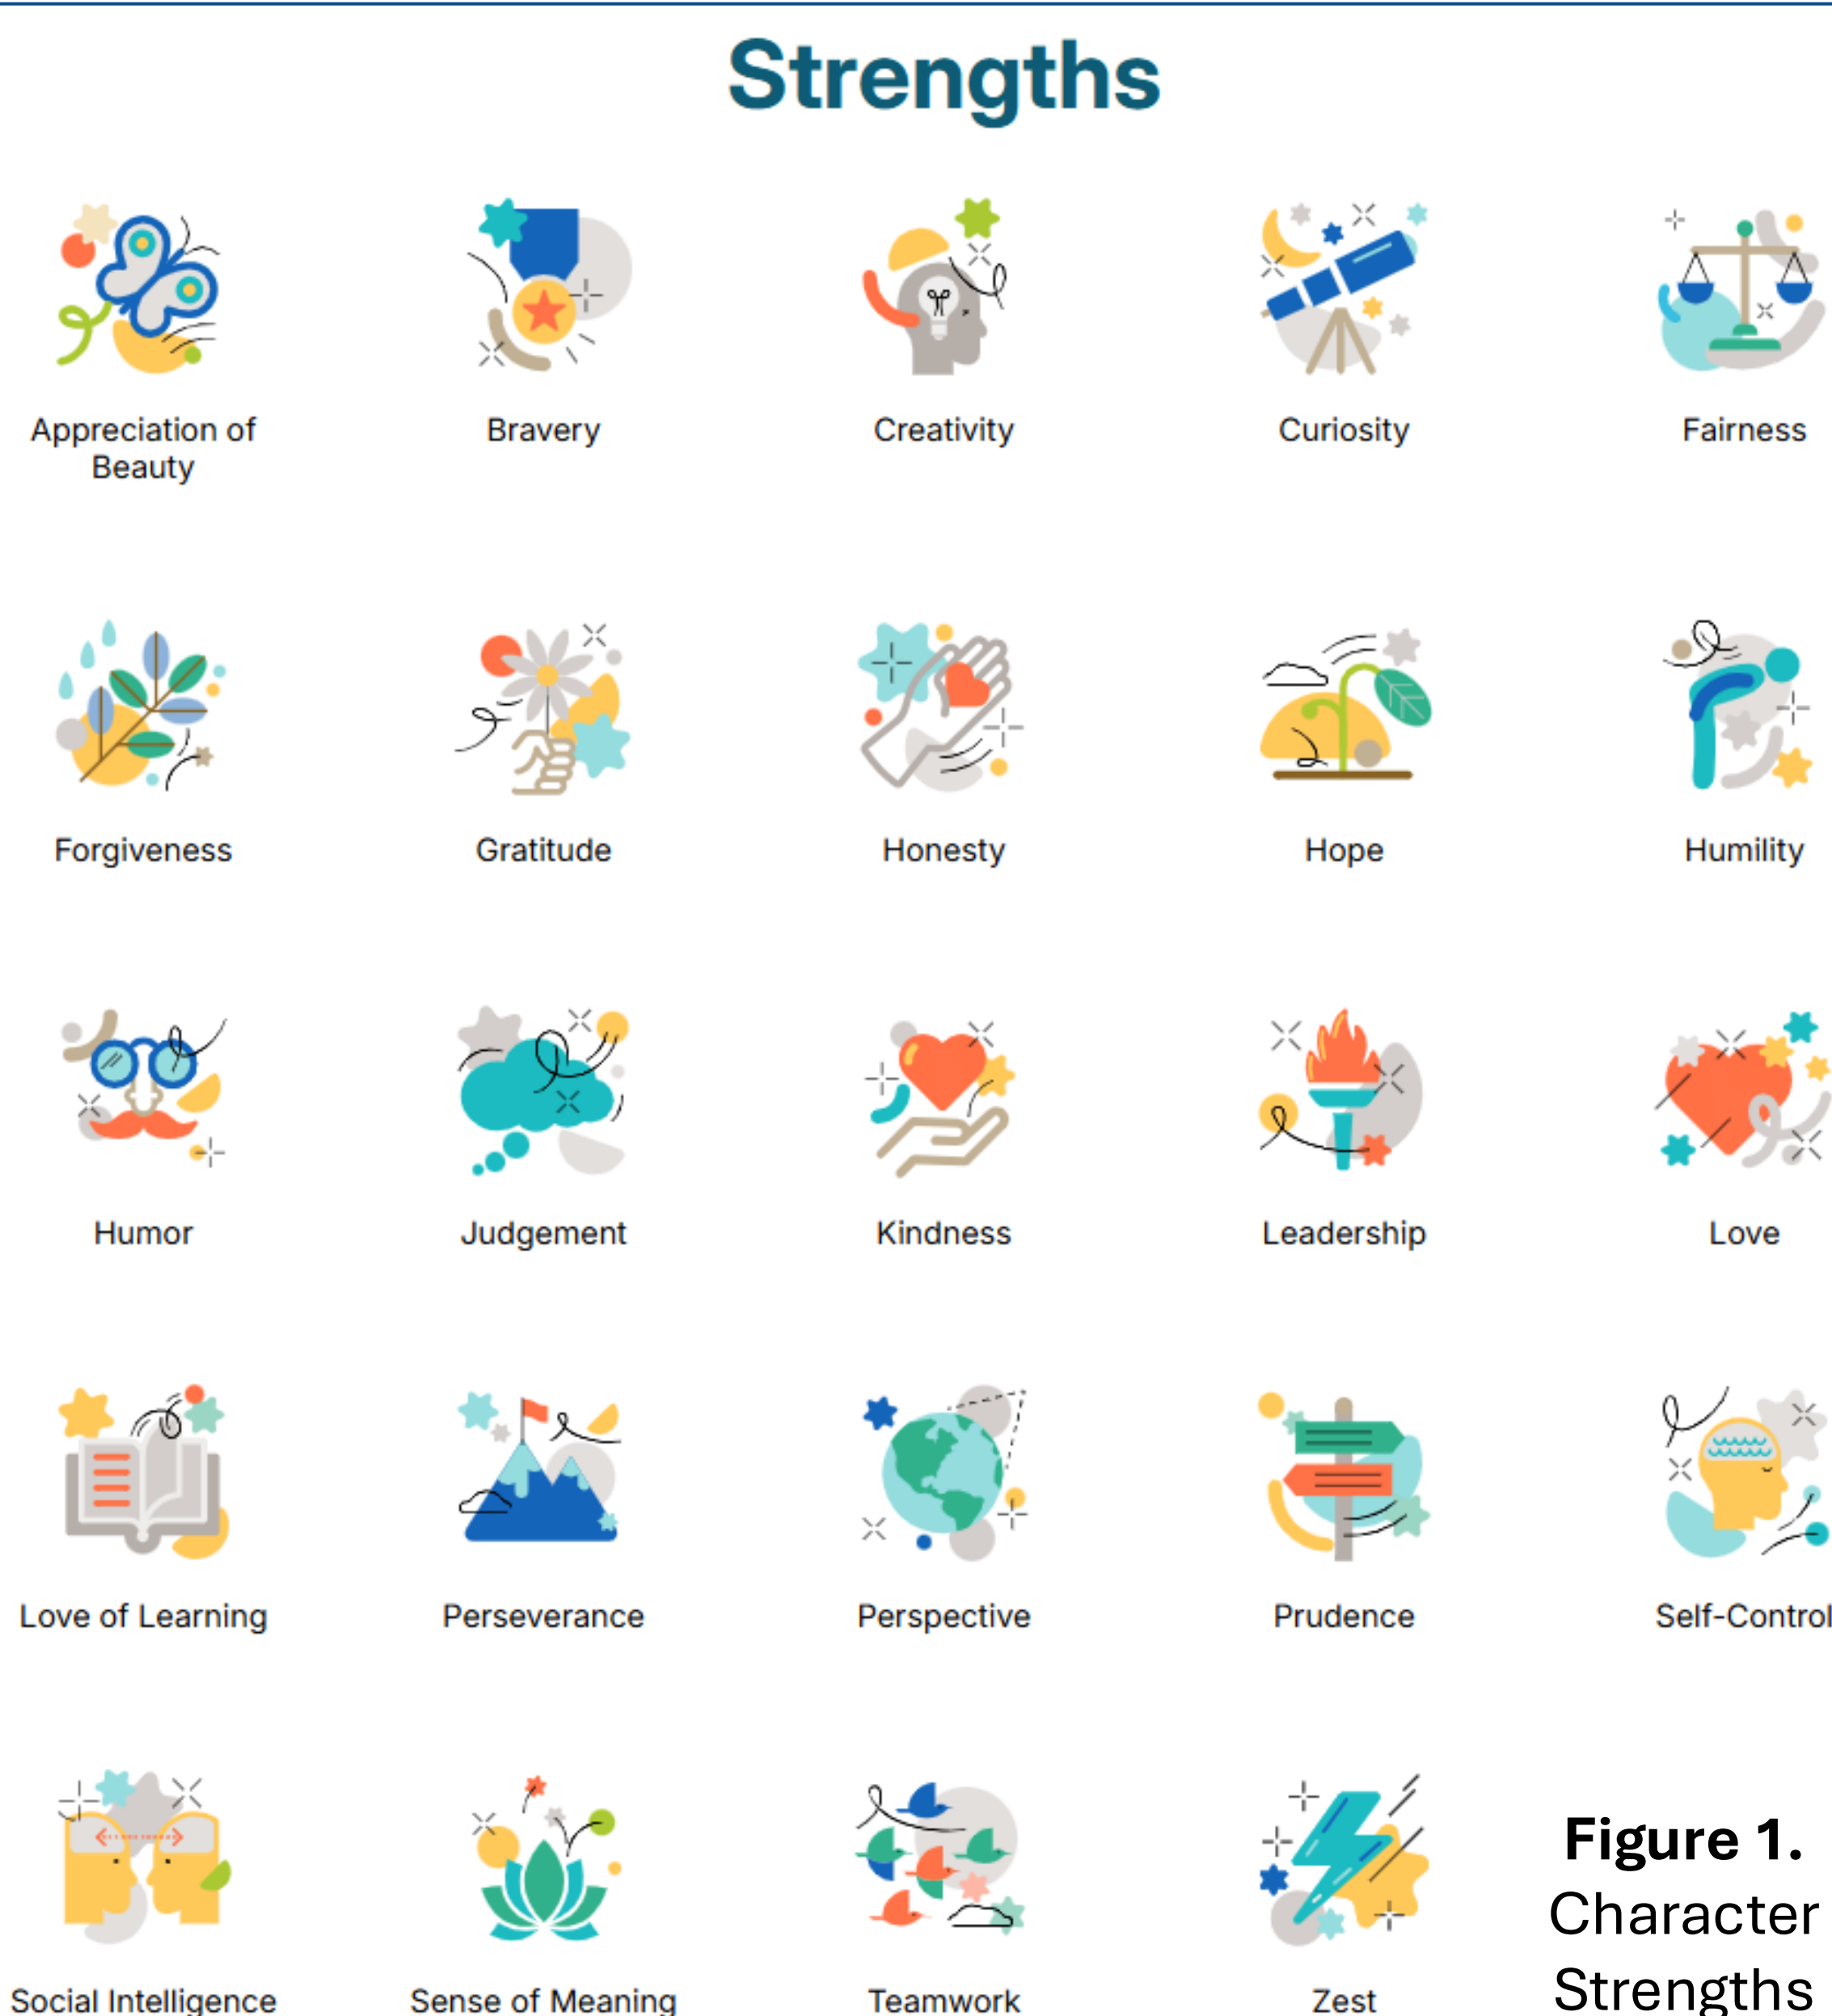 Strengths
Appreciation of
Beauty
Bravery
Creativity
Curiosity
Fairness
Forgiveness
Gratitude
Honesty
Hope
Humility
Humor
Judgement
Kindness
Leadership
Love
Love of Learning
Perseverance
Perspective
Prudence
Self-Control
Social Intelligence
Sense of Meaning
Teamwork
Zest
Figure 1.
Character
Strengths